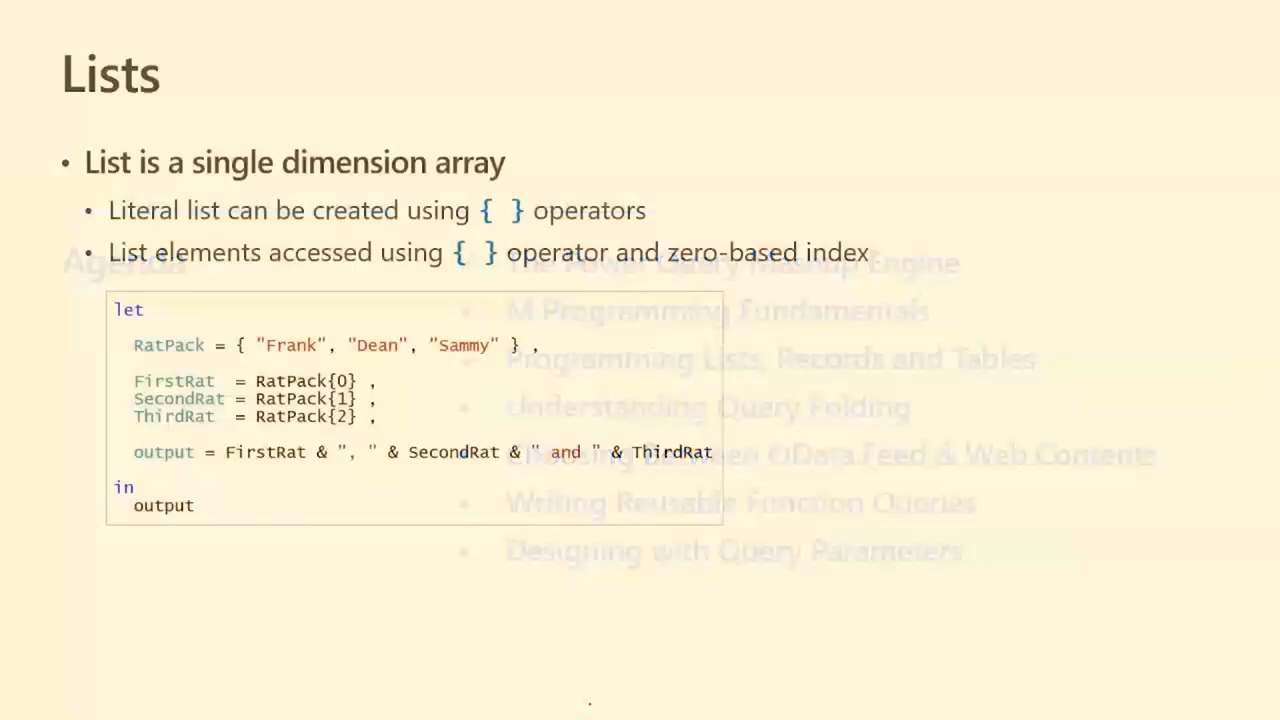 Lists
• List is a single dimension array
• Literal list can be created using { } operators
• List elements accessed using { } operator and zero-based index
let
RatPack = { "Frank", "Dean", "Sammy" } ,
FirstRat = RatPack{0} ,
SecondRat = RatPack{1} ,
ThirdRat = RatPack{2} ,
output = FirstRat & ", " & SecondRat & " and " & ThirdRat
in
output
Agenda
• The Power Query Mashup Engine
• M Programming Fundamentals
• Programming Lists, Records and Tables
• Understanding Query Folding
• Choosing Between OData Feed & Web Contents
• Writing Reusable Function Queries
• Designing with Query Parameters